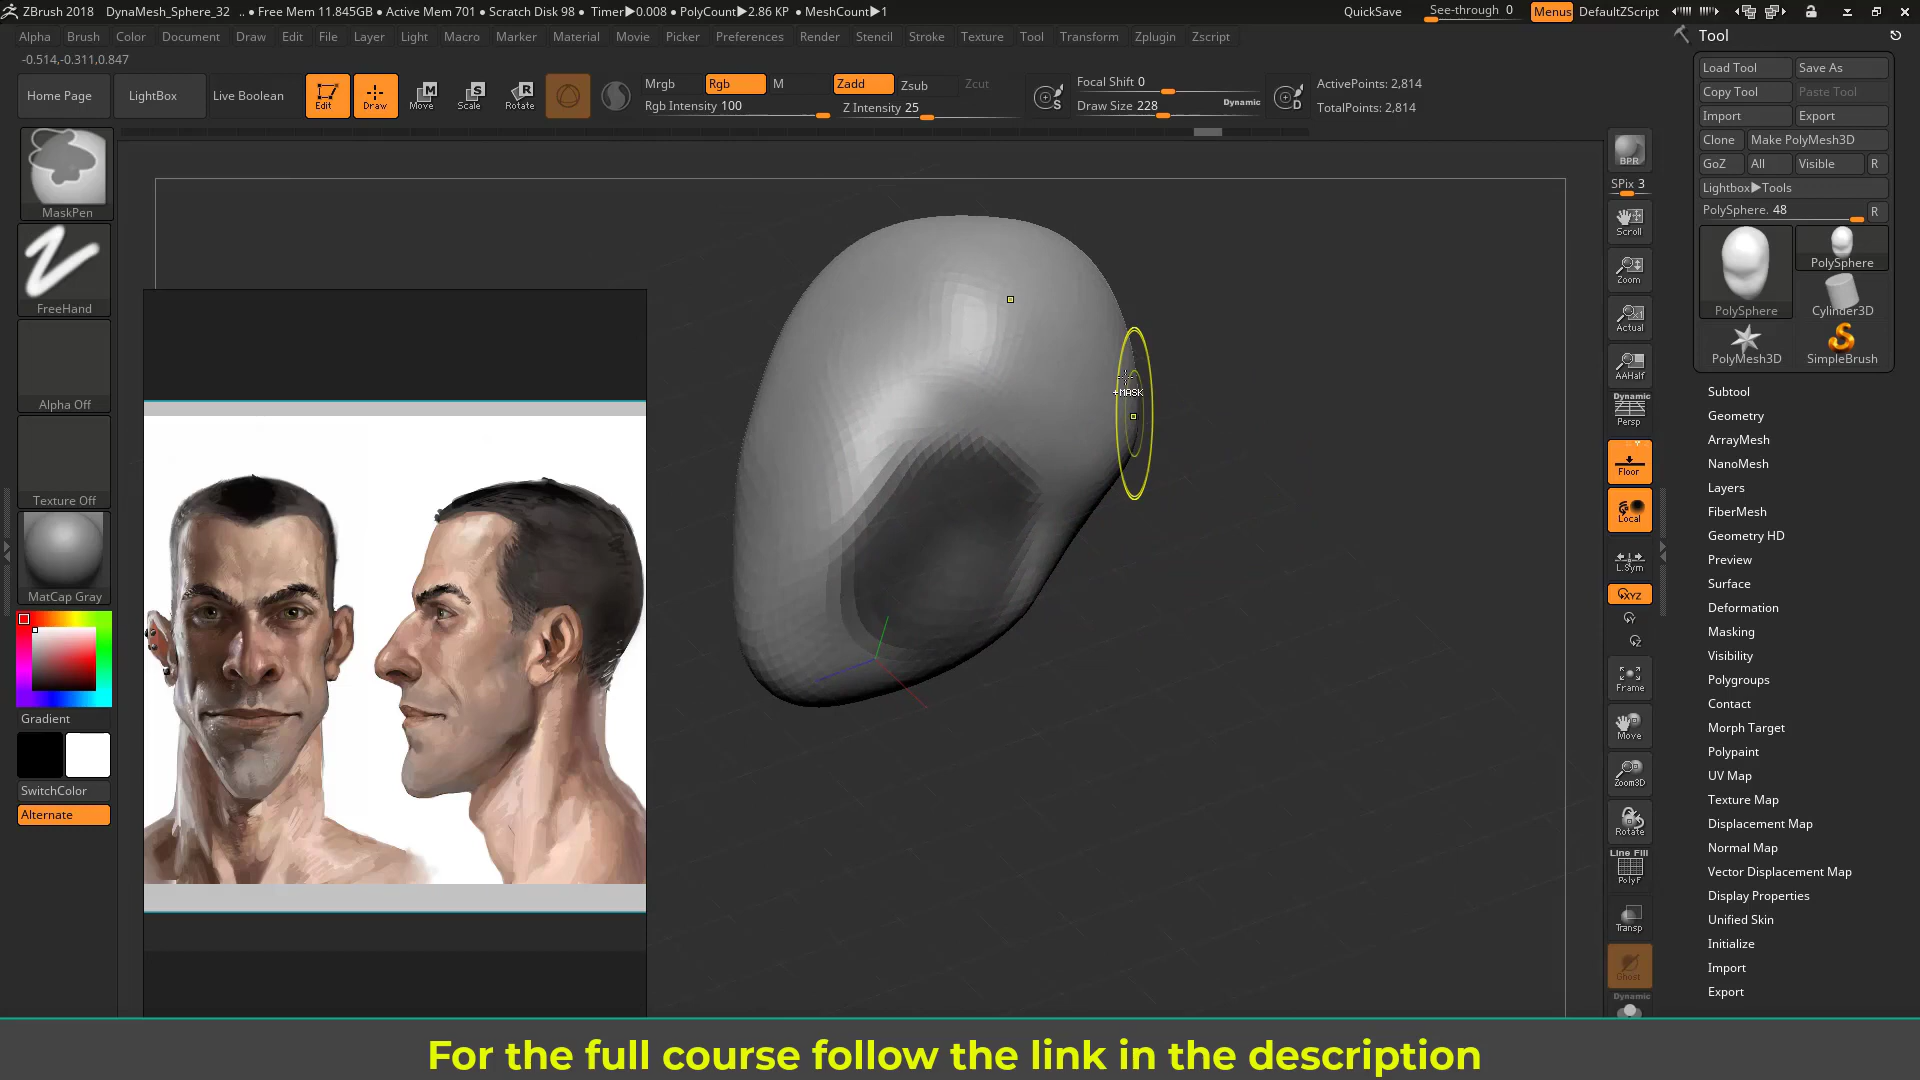 ZBrush 2018 DynaMesh_Sphere_32 .. ● Free Mem 11.845GB ● Active Mem 701 ● Scratch Disk 98 ● Timer▶0.008 ● PolyCount▶2.86 KP ● MeshCount▶1 QuickSave See-through 0 Menus DefaultZScript
Alpha Brush Color Document Draw Edit File Layer Light Macro Marker Material Movie Picker Preferences Render Stencil Stroke Texture Tool Transform Zplugin Zscript
Tool
-0.514,-0.311,0.847
Home Page LightBox Live Boolean Edit Draw Move Scale Rotate
Mrgb Rgb M Zadd Zsub Zcut
Rgb Intensity 100 Z Intensity 25
Focal Shift 0
Draw Size 228 Dynamic
ActivePoints: 2,814
TotalPoints: 2,814
MaskPen
FreeHand
Alpha Off
Texture Off
MatCap Gray
Gradient
SwitchColor
Alternate
+MASK
BPR
SPix 3
Scroll
Zoom
Actual
AAHalf
Dynamic
Persp
Floor
Local
L.Sym
XYZ
Frame
Move
Zoom3D
Rotate
Line Fill
PolyF
Transp
Ghost
Dynamic
Load Tool Save As
Copy Tool Paste Tool
Import Export
Clone Make PolyMesh3D
GoZ All Visible R
Lightbox▶Tools
PolySphere. 48 R
PolySphere PolySphere
Cylinder3D
PolyMesh3D SimpleBrush
Subtool
Geometry
ArrayMesh
NanoMesh
Layers
FiberMesh
Geometry HD
Preview
Surface
Deformation
Masking
Visibility
Polygroups
Contact
Morph Target
Polypaint
UV Map
Texture Map
Displacement Map
Normal Map
Vector Displacement Map
Display Properties
Unified Skin
Initialize
Import
Export
For the full course follow the link in the description